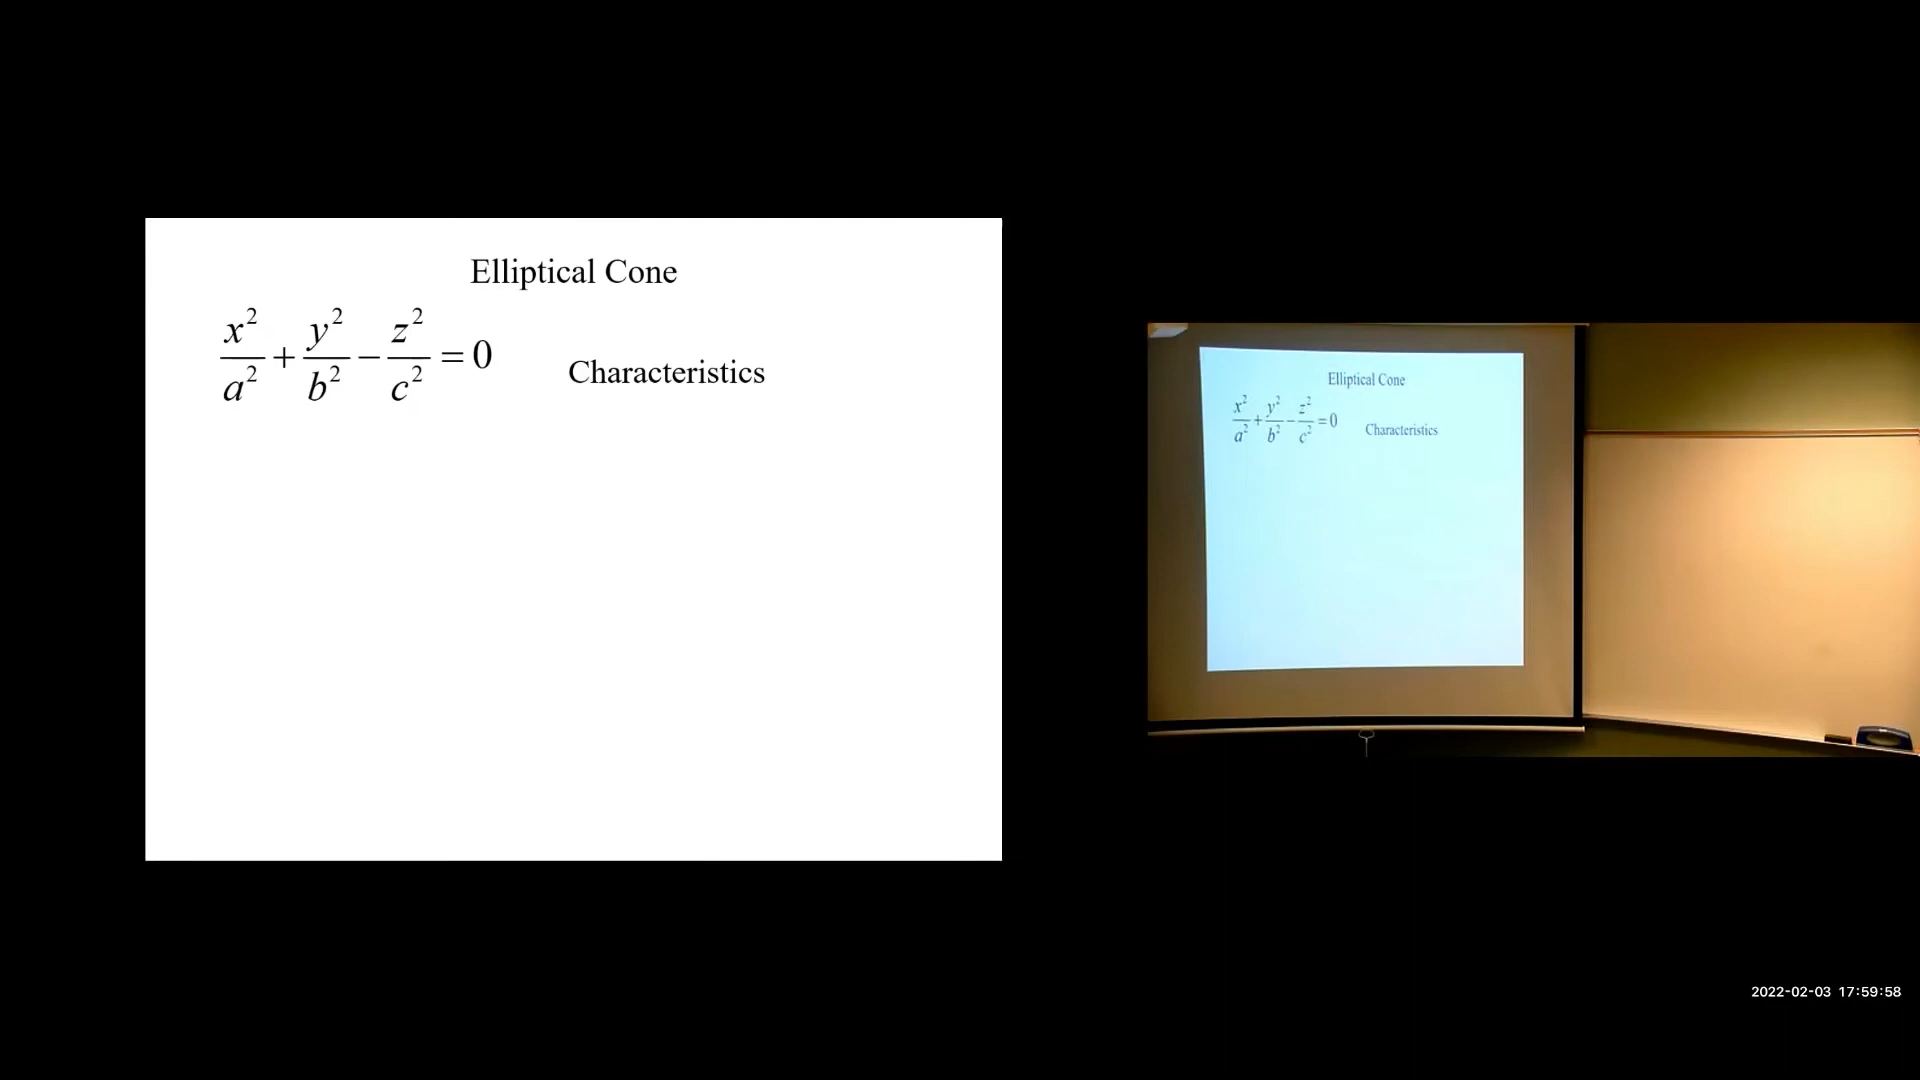 Elliptical Cone
x²/a² + y²/b² − z²/c² = 0
Characteristics
Elliptical Cone
x²/a² + y²/b² − z²/c² = 0
Characteristics
2022-02-03 17:59:58